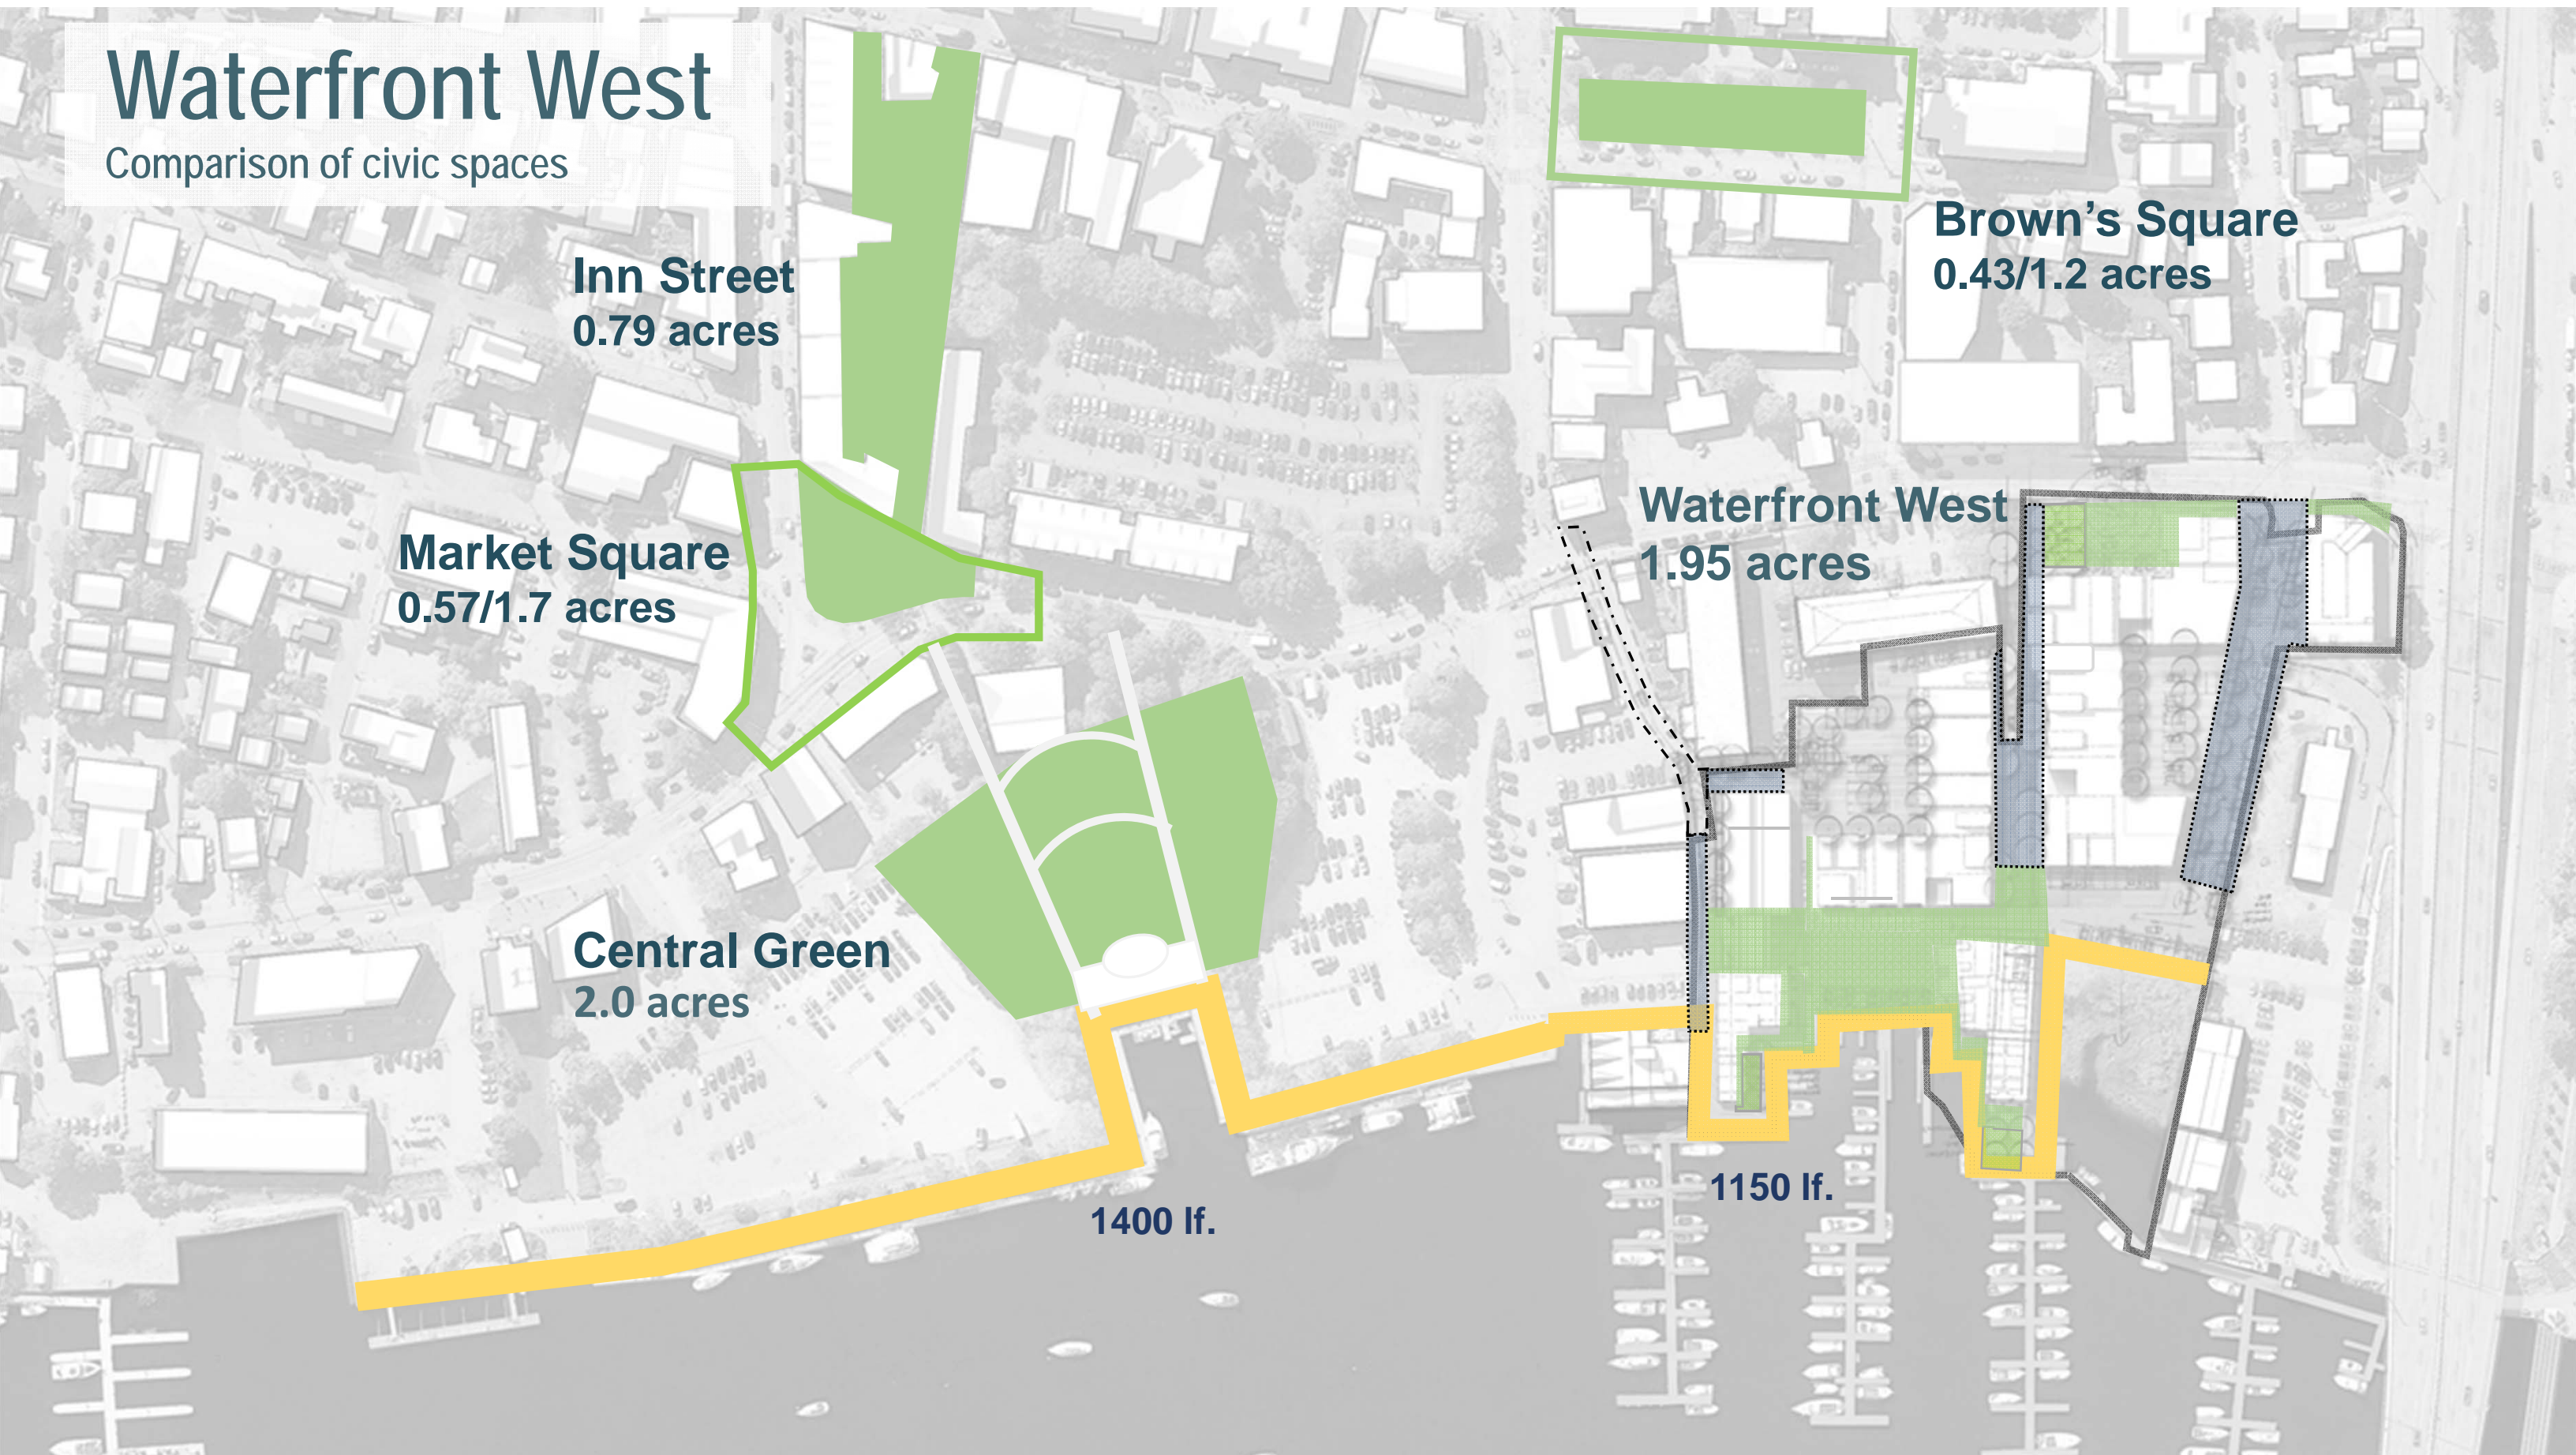 Waterfront West
Comparison of civic spaces
Brown’s Square
0.43/1.2 acres
Inn Street
0.79 acres
Waterfront West
1.95 acres
Market Square
0.57/1.7 acres
Central Green
2.0 acres
1150 lf.
1400 lf.